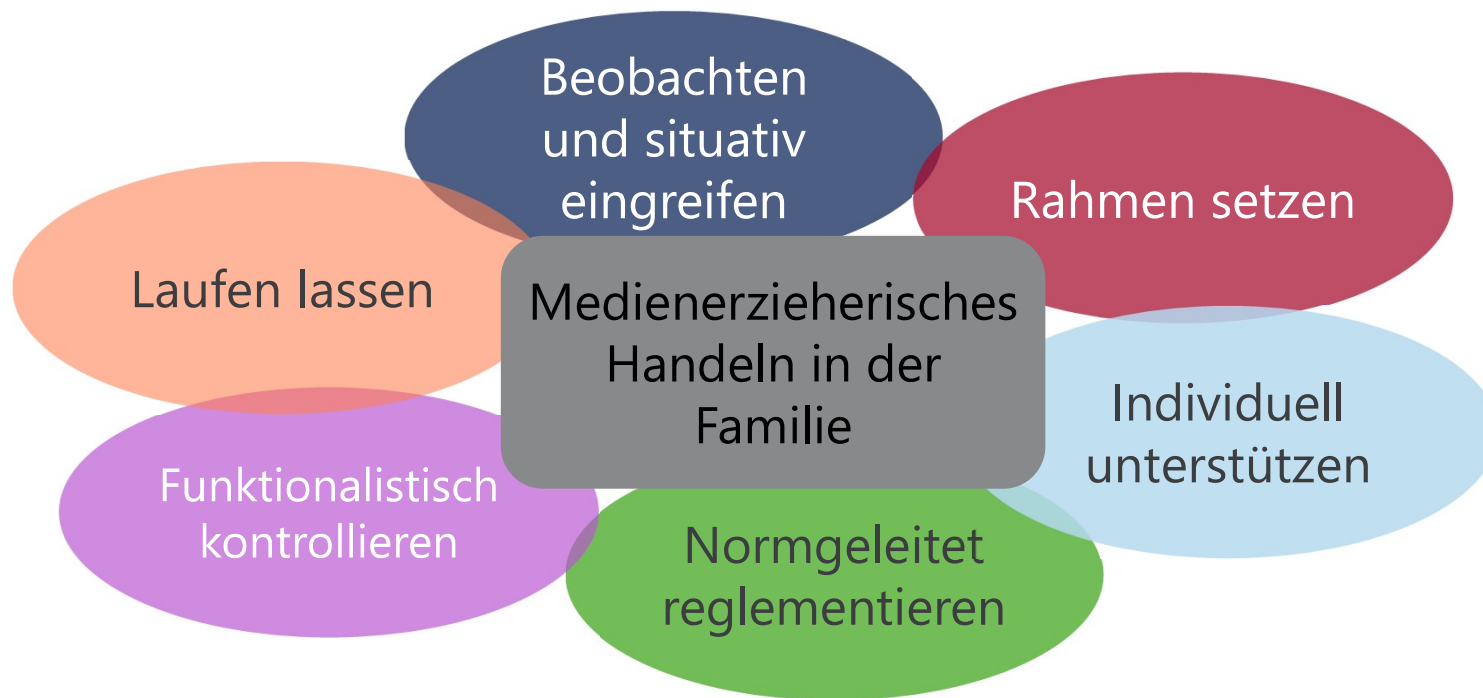 Beobachten
und situativ
eingreifen
Rahmen setzen
Laufen lassen
Medienerzieherisches
Handeln in der
Familie
Individuell
unterstützen
Funktionalistisch
kontrollieren
Normgeleitet
reglementieren